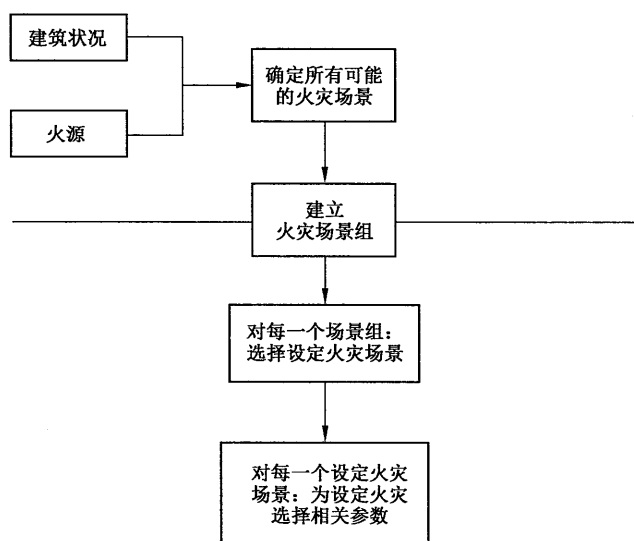 建筑状况
火源
确定所有可能
的火灾场景
建立
火灾场景组
对每一个场景组：
选择设定火灾场景
对每一个设定火灾
场景：为设定火灾
选择相关参数